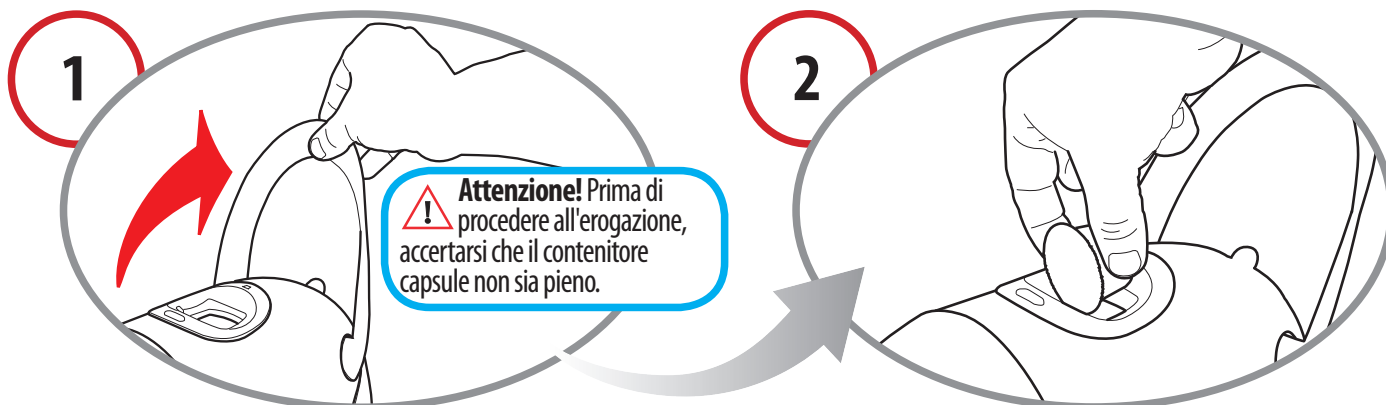 1
Attenzione! Prima di
procedere all'erogazione,
accertarsi che il contenitore
capsule non sia pieno.
2